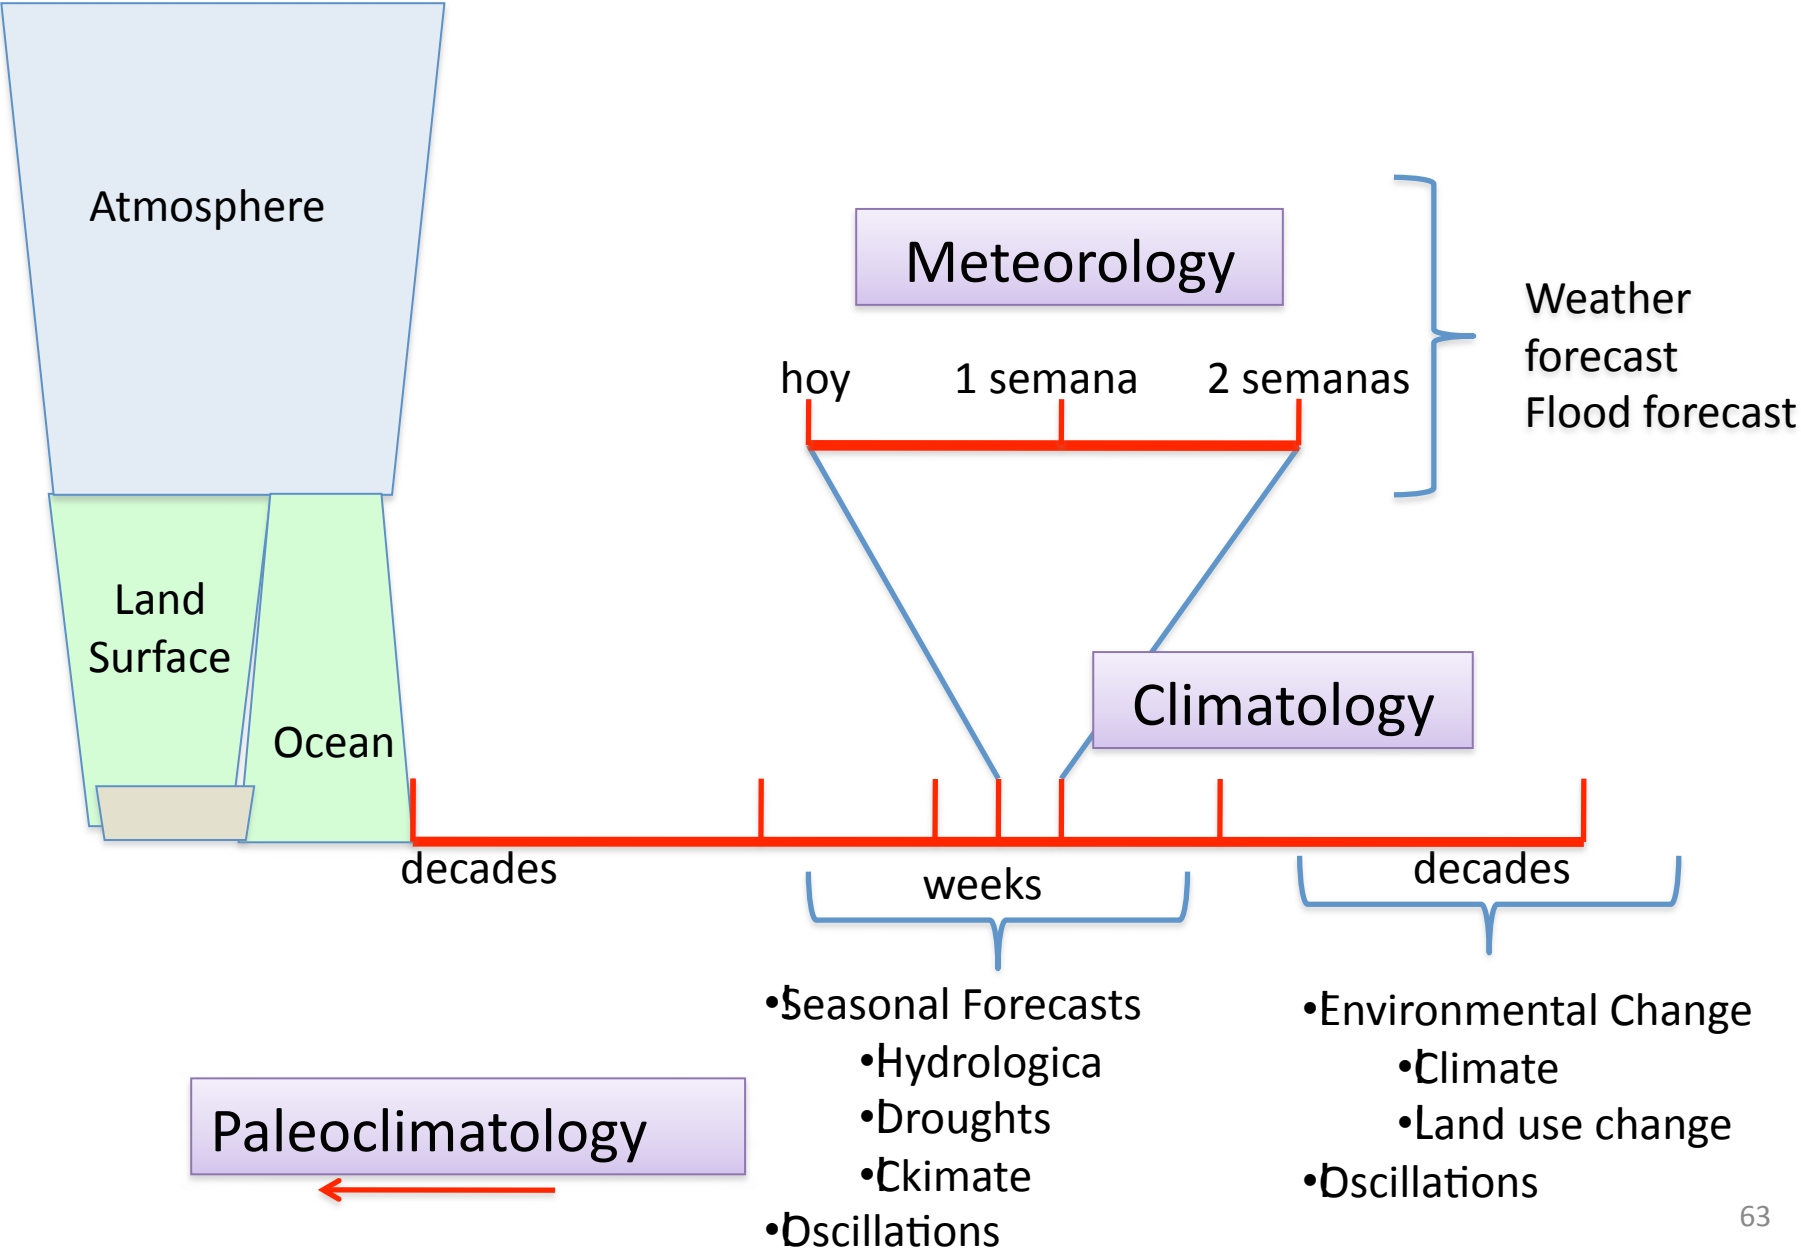 Atmosphere
Meteorology
hoy 1 semana 2 semanas
Weather
forecast
Flood forecast
Land
Surface
Ocean
Climatology
decades
weeks
decades
•Seasonal Forecasts
•Hydrologica
•Droughts
•Ckimate
•Oscillations
•Environmental Change
•Climate
•Land use change
•Oscillations
Paleoclimatology
63